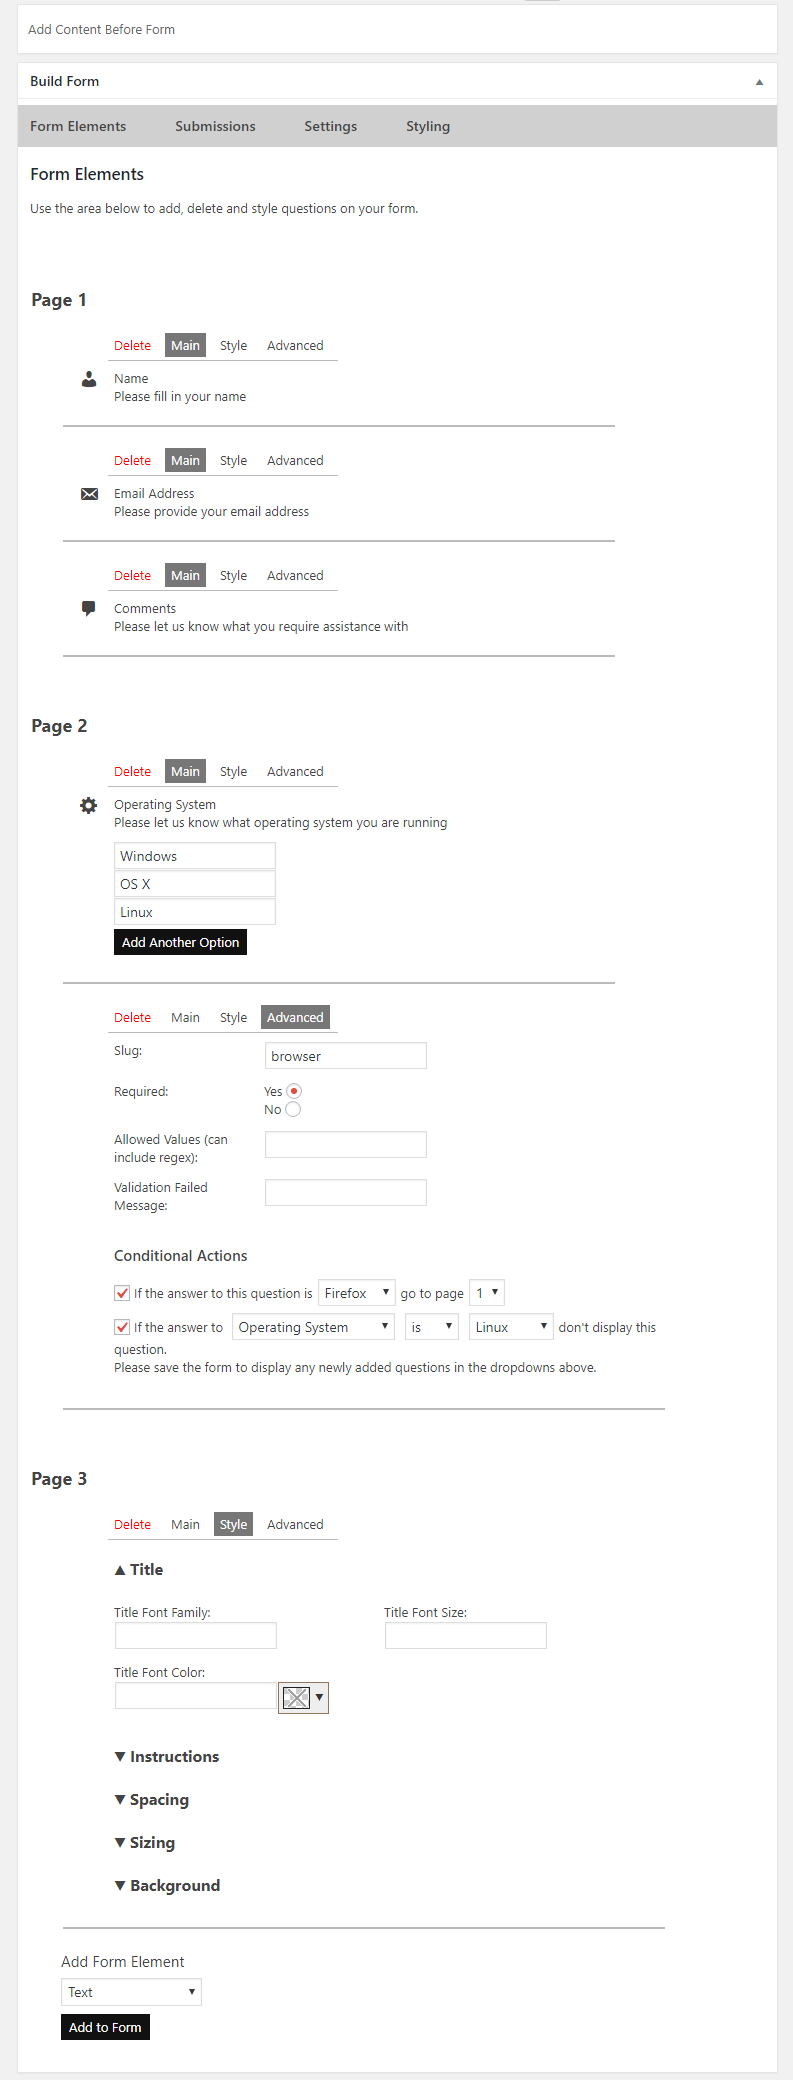 Add Content Before Form
Build Form
Form Elements Submissions Settings Styling
Form Elements
Use the area below to add, delete and style questions on your form.
Page 1
Delete Main Style Advanced
Name
Please fill in your name
Delete Main Style Advanced
Email Address
Please provide your email address
Delete Main Style Advanced
Comments
Please let us know what you require assistance with
Page 2
Delete Main Style Advanced
Operating System
Please let us know what operating system you are running
Windows
OS X
Linux
Add Another Option
Delete Main Style Advanced
Slug: browser
Required: Yes
No
Allowed Values (can
include regex):
Validation Failed
Message:
Conditional Actions
If the answer to this question is Firefox go to page 1
If the answer to Operating System is Linux don't display this
question.
Please save the form to display any newly added questions in the dropdowns above.
Page 3
Delete Main Style Advanced
Title
Title Font Family: Title Font Size:
Title Font Color:
Instructions
Spacing
Sizing
Background
Add Form Element
Text
Add to Form